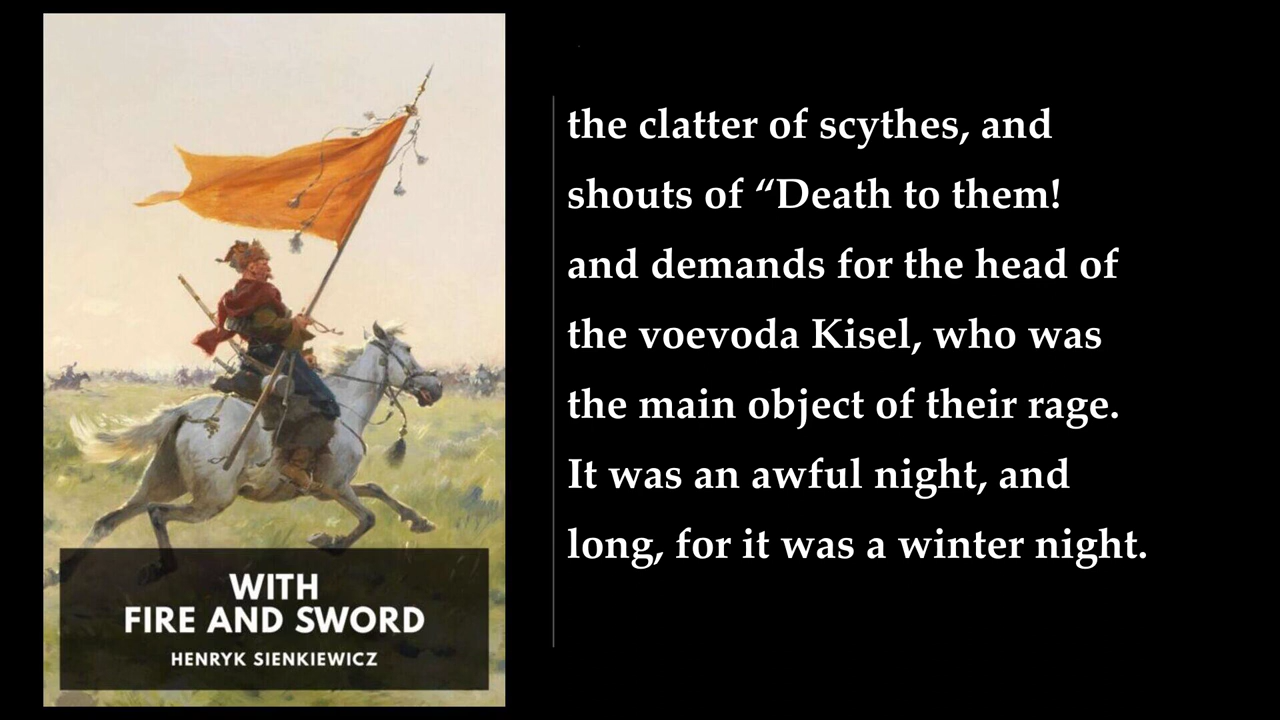 the clatter of scythes, and
shouts of “Death to them!
and demands for the head of
the voevoda Kisel, who was
the main object of their rage.
It was an awful night, and
long, for it was a winter night.
WITH
FIRE AND SWORD
HENRYK SIENKIEWICZ